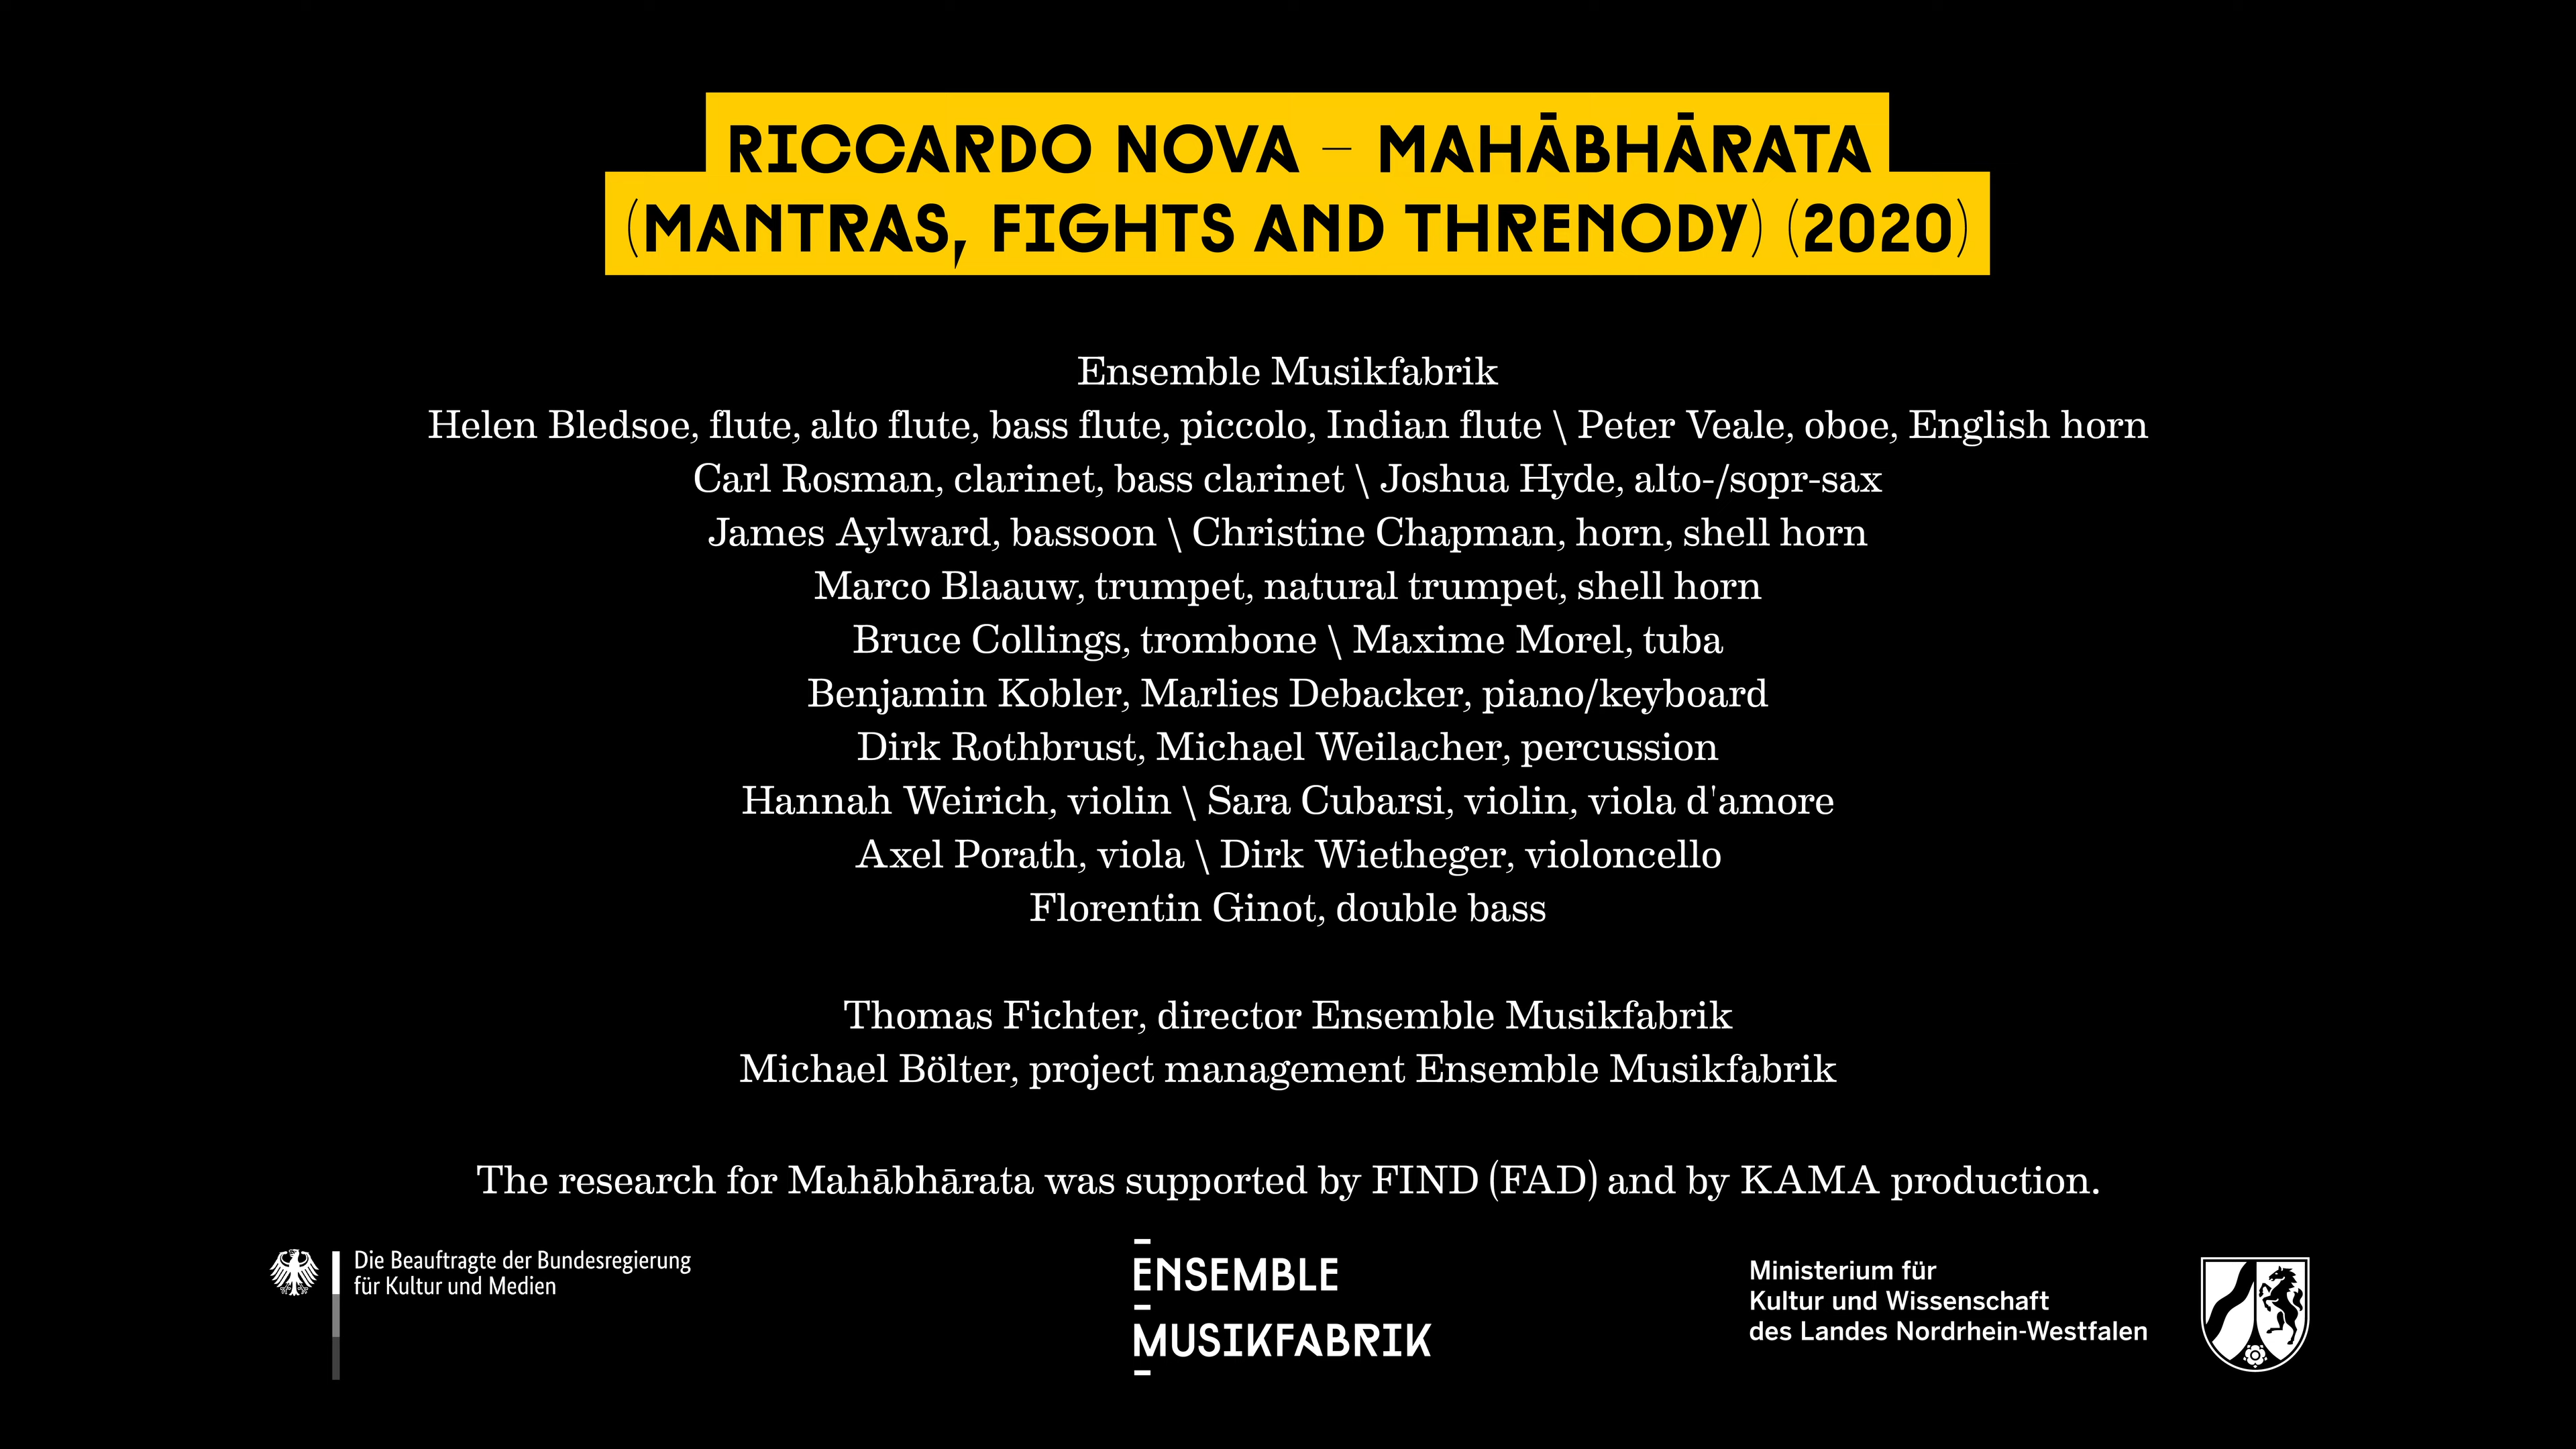 RICCARDO NOVA – MAHĀBHĀRATA
(MANTRAS, FIGHTS AND THRENODY) (2020)
Ensemble Musikfabrik
Helen Bledsoe, flute, alto flute, bass flute, piccolo, Indian flute \ Peter Veale, oboe, English horn
Carl Rosman, clarinet, bass clarinet \ Joshua Hyde, alto-/sopr-sax
James Aylward, bassoon \ Christine Chapman, horn, shell horn
Marco Blaauw, trumpet, natural trumpet, shell horn
Bruce Collings, trombone \ Maxime Morel, tuba
Benjamin Kobler, Marlies Debacker, piano/keyboard
Dirk Rothbrust, Michael Weilacher, percussion
Hannah Weirich, violin \ Sara Cubarsi, violin, viola d'amore
Axel Porath, viola \ Dirk Wietheger, violoncello
Florentin Ginot, double bass
Thomas Fichter, director Ensemble Musikfabrik
Michael Bölter, project management Ensemble Musikfabrik
The research for Mahābhārata was supported by FIND (FAD) and by KAMA production.
Die Beauftragte der Bundesregierung
für Kultur und Medien
ENSEMBLE
MUSIKFABRIK
Ministerium für
Kultur und Wissenschaft
des Landes Nordrhein-Westfalen